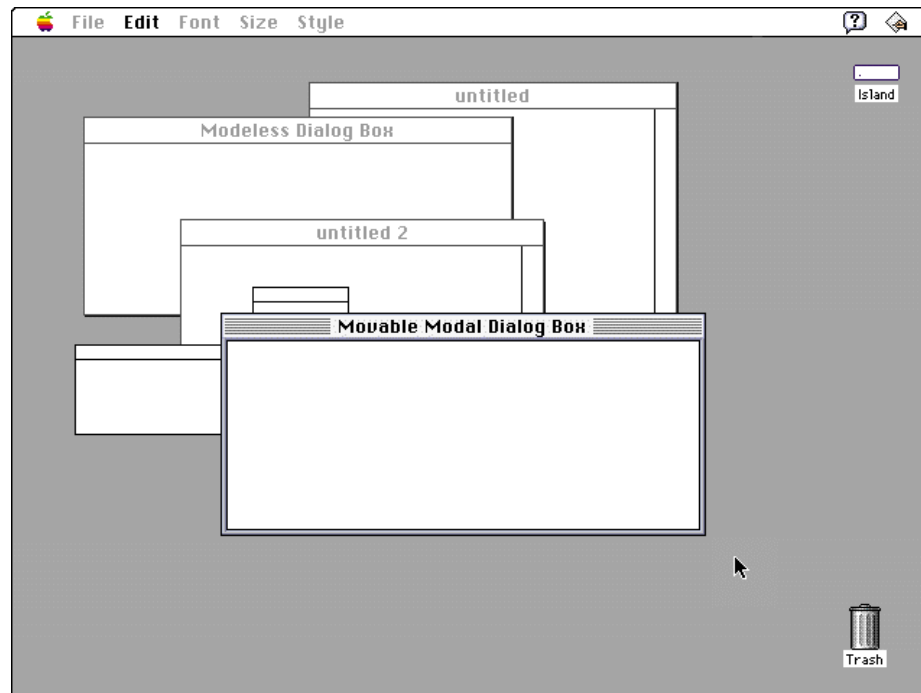 File Edit Font Size Style ?
Island
untitled
Modeless Dialog Box
untitled 2
Movable Modal Dialog Box
Trash